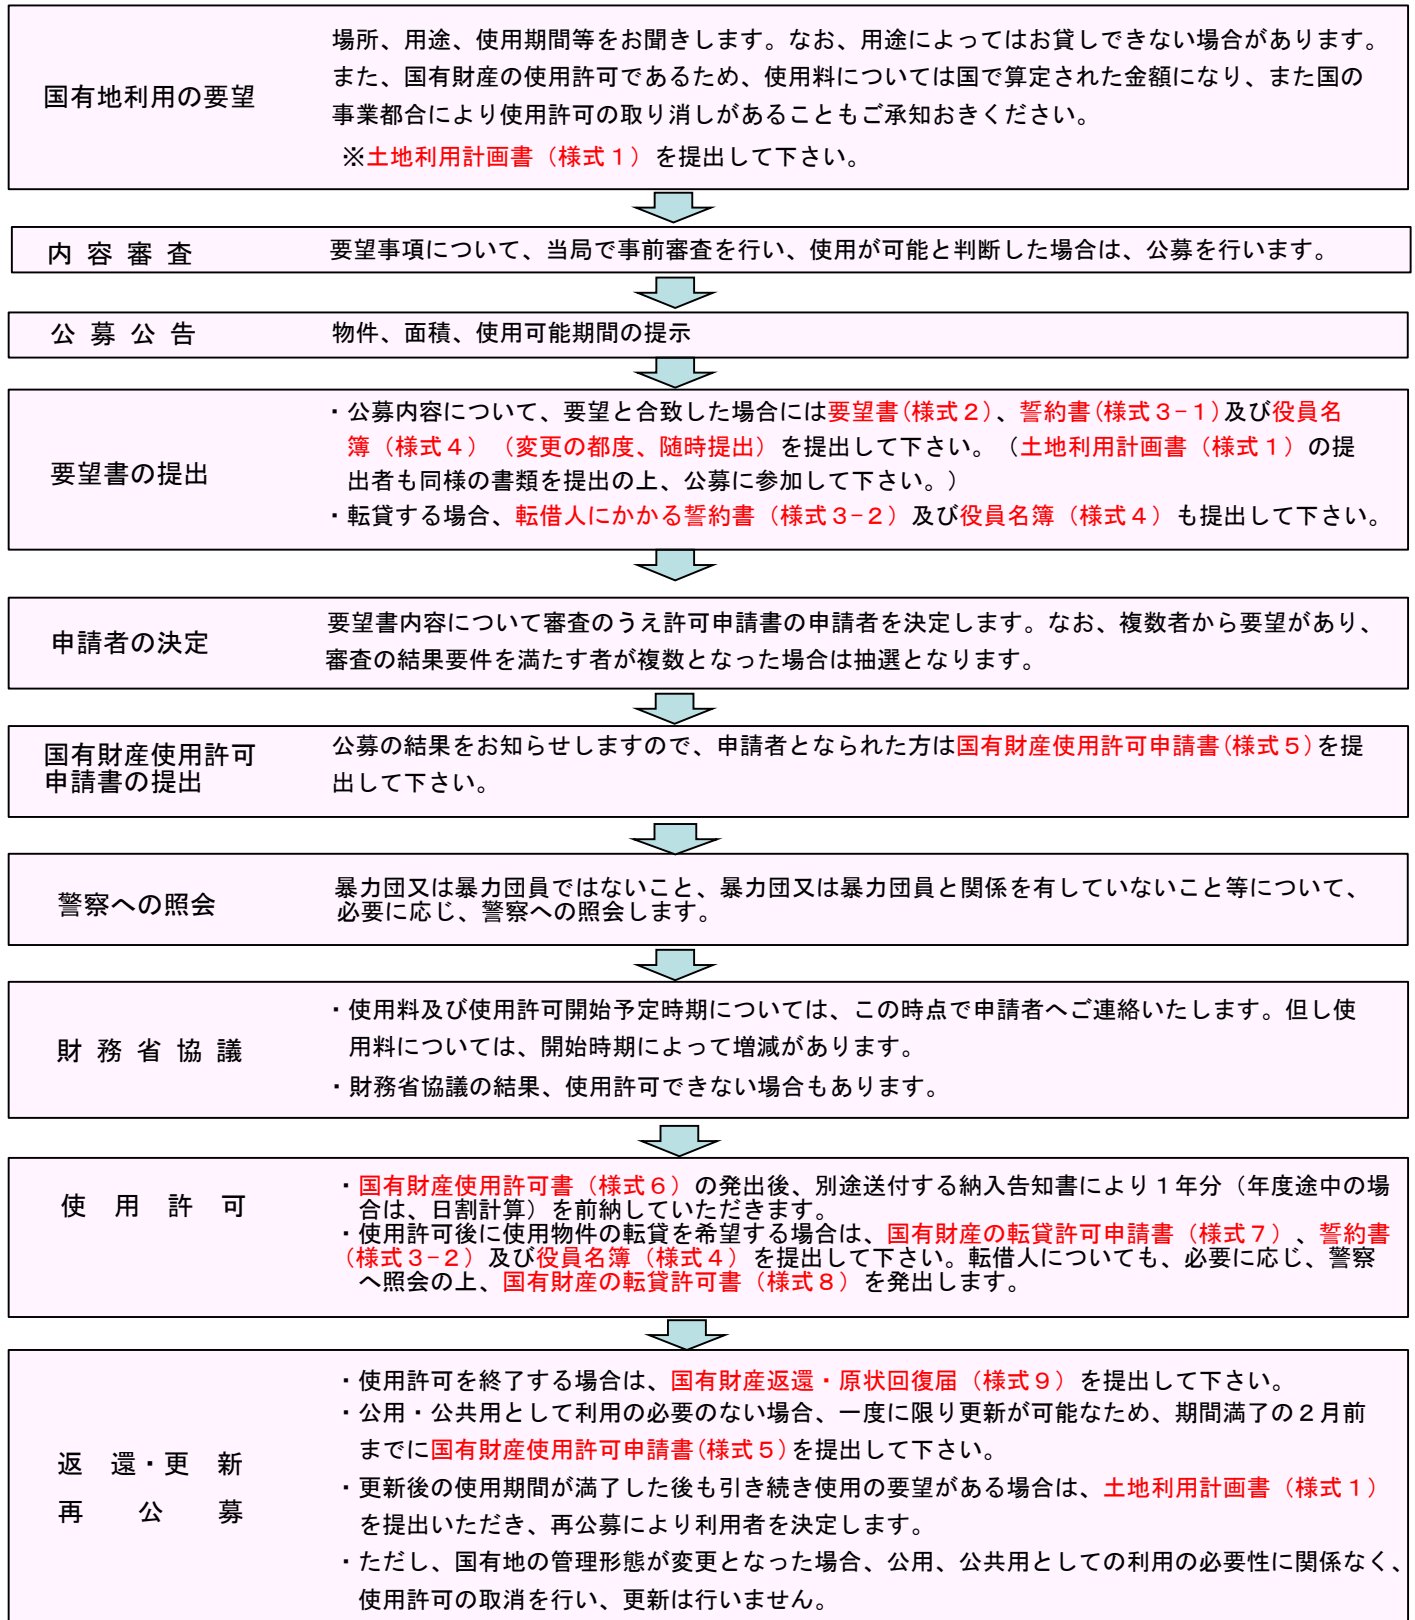 国有地利用の要望
場所、用途、使用期間等をお聞きします。なお、用途によってはお貸しできない場合があります。
また、国有財産の使用許可であるため、使用料については国で算定された金額になり、また国の
事業都合により使用許可の取り消しがあることもご承知おきください。
※土地利用計画書（様式１）を提出して下さい。
内 容 審 査
要望事項について、当局で事前審査を行い、使用が可能と判断した場合は、公募を行います。
公 募 公 告
物件、面積、使用可能期間の提示
要望書の提出
・公募内容について、要望と合致した場合には要望書(様式２)、誓約書(様式３-１)及び役員名
簿（様式４）（変更の都度、随時提出）を提出して下さい。（土地利用計画書（様式１）の提
出者も同様の書類を提出の上、公募に参加して下さい。）
・転貸する場合、転借人にかかる誓約書（様式３-２）及び役員名簿（様式４）も提出して下さい。
申請者の決定
要望書内容について審査のうえ許可申請書の申請者を決定します。なお、複数者から要望があり、
審査の結果要件を満たす者が複数となった場合は抽選となります。
国有財産使用許可
申請書の提出
公募の結果をお知らせしますので、申請者となられた方は国有財産使用許可申請書(様式５)を提
出して下さい。
警察への照会
暴力団又は暴力団員ではないこと、暴力団又は暴力団員と関係を有していないこと等について、
必要に応じ、警察への照会します。
財 務 省 協 議
・使用料及び使用許可開始予定時期については、この時点で申請者へご連絡いたします。但し使
用料については、開始時期によって増減があります。
・財務省協議の結果、使用許可できない場合もあります。
使 用 許 可
・国有財産使用許可書（様式６）の発出後、別途送付する納入告知書により１年分（年度途中の場
合は、日割計算）を前納していただきます。
・使用許可後に使用物件の転貸を希望する場合は、国有財産の転貸許可申請書（様式７）、誓約書
（様式３-２）及び役員名簿（様式４）を提出して下さい。転借人についても、必要に応じ、警察
へ照会の上、国有財産の転貸許可書（様式８）を発出します。
返 還・更 新
再 公 募
・使用許可を終了する場合は、国有財産返還・原状回復届（様式９）を提出して下さい。
・公用・公共用として利用の必要のない場合、一度に限り更新が可能なため、期間満了の２月前
までに国有財産使用許可申請書(様式５)を提出して下さい。
・更新後の使用期間が満了した後も引き続き使用の要望がある場合は、土地利用計画書（様式１）
を提出いただき、再公募により利用者を決定します。
・ただし、国有地の管理形態が変更となった場合、公用、公共用としての利用の必要性に関係なく、
使用許可の取消を行い、更新は行いません。